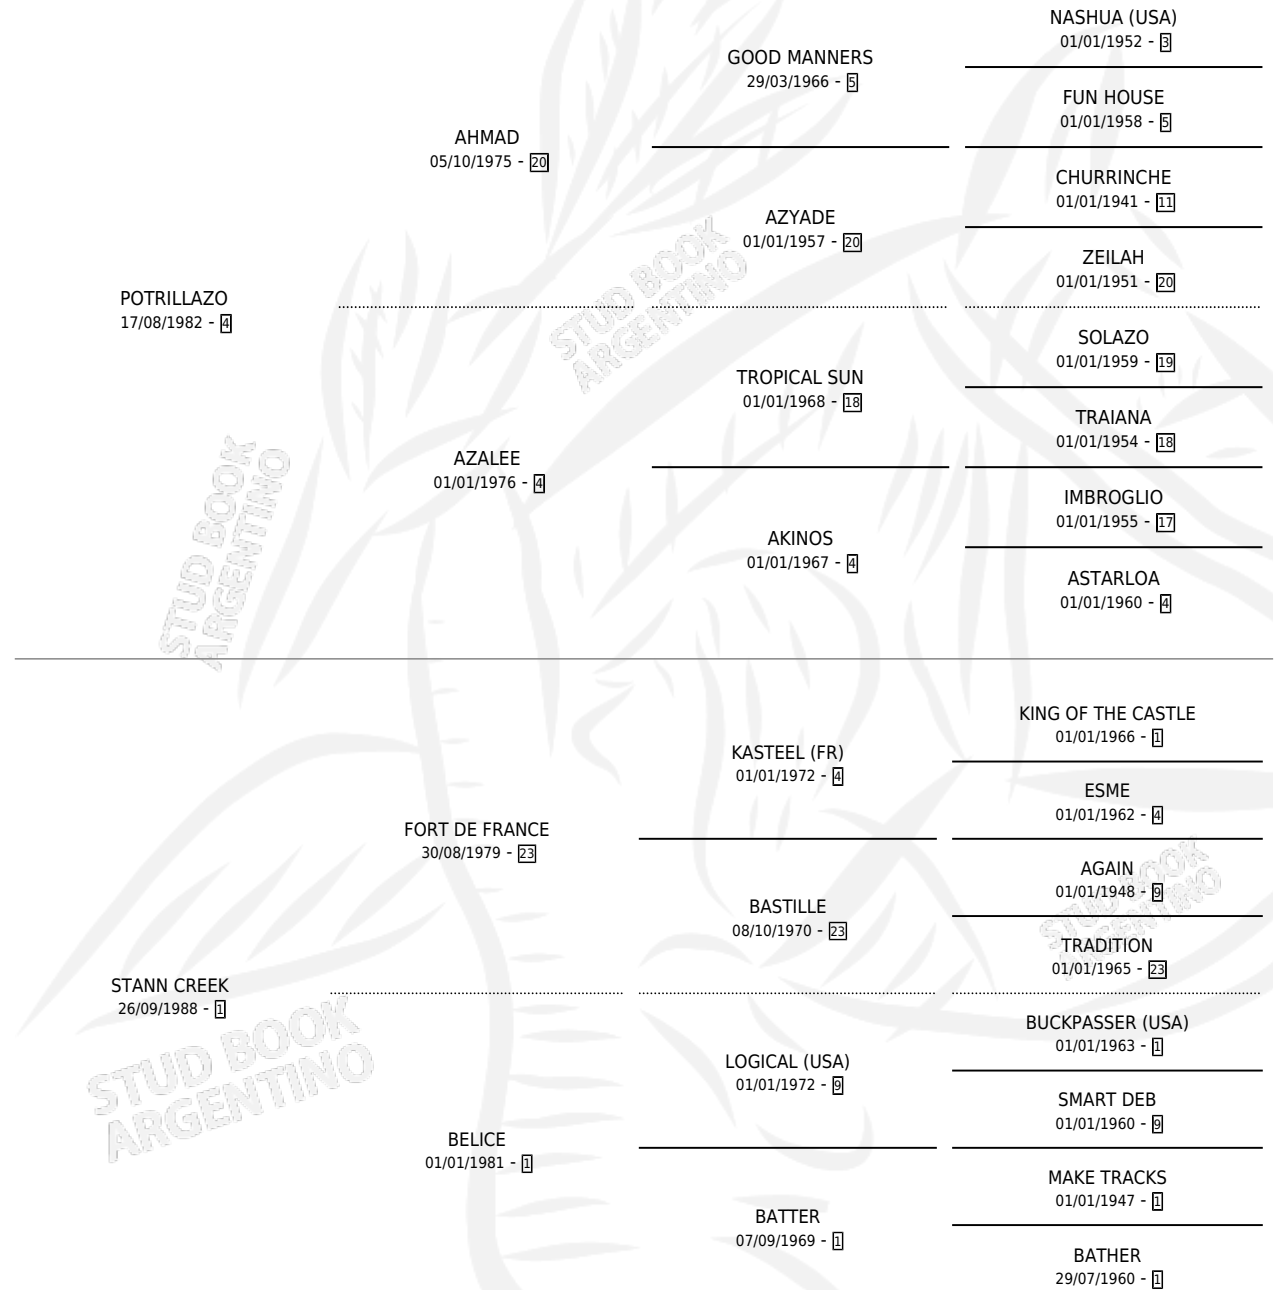 NASHUA (USA)
01/01/1952 - 3
GOOD MANNERS
29/03/1966 - 5
FUN HOUSE
01/01/1958 - 5
AHMAD
05/10/1975 - 20
CHURRINCHE
01/01/1941 - 11
AZYADE
01/01/1957 - 20
ZEILAH
01/01/1951 - 20
POTRILLAZO
17/08/1982 - 4
STUD BOOK
ARGENTINO
SOLAZO
01/01/1959 - 19
TROPICAL SUN
01/01/1968 - 18
TRAIANA
01/01/1954 - 18
AZALEE
01/01/1976 - 4
IMBROGLIO
01/01/1955 - 17
AKINOS
01/01/1967 - 4
ASTARLOA
01/01/1960 - 4
STUD BOOK
ARGENTINO
KING OF THE CASTLE
01/01/1966 - 1
KASTEEL (FR)
01/01/1972 - 4
ESME
01/01/1962 - 4
FORT DE FRANCE
30/08/1979 - 23
AGAIN
01/01/1948 - 9
BASTILLE
08/10/1970 - 23
TRADITION
01/01/1965 - 23
STUD BOOK
ARGENTINO
STANN CREEK
26/09/1988 - 1
STUD BOOK
ARGENTINO
BUCKPASSER (USA)
01/01/1963 - 1
LOGICAL (USA)
01/01/1972 - 9
SMART DEB
01/01/1960 - 9
BELICE
01/01/1981 - 1
MAKE TRACKS
01/01/1947 - 1
BATTER
07/09/1969 - 1
BATHER
29/07/1960 - 1